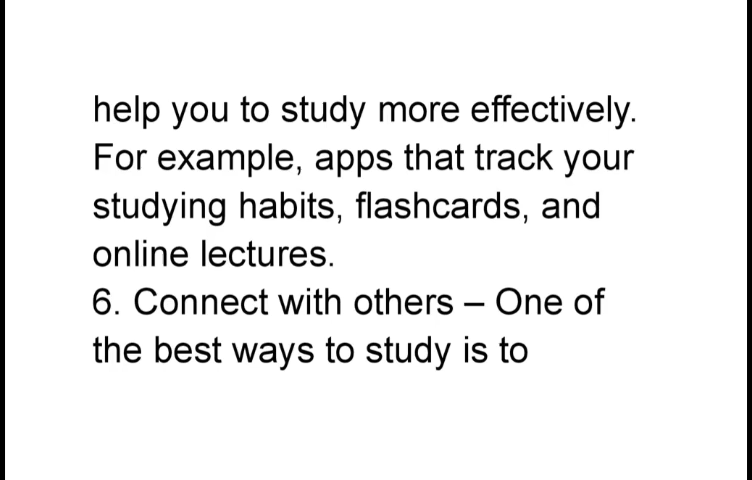 help you to study more effectively.
For example, apps that track your
studying habits, flashcards, and
online lectures.
6. Connect with others – One of
the best ways to study is to